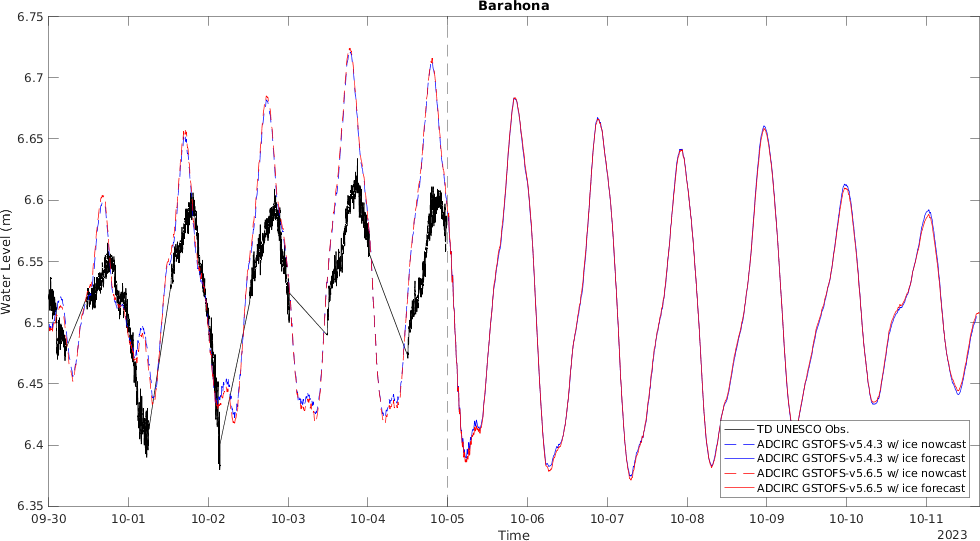 Barahona
6.75
6.7
6.65
6.6
6.55
6.5
6.45
6.4
6.35
Water Level (m)
TD UNESCO Obs.
ADCIRC GSTOFS-v5.4.3 w/ ice nowcast
ADCIRC GSTOFS-v5.4.3 w/ ice forecast
ADCIRC GSTOFS-v5.6.5 w/ ice nowcast
ADCIRC GSTOFS-v5.6.5 w/ ice forecast
09-30 10-01 10-02 10-03 10-04 10-05 10-06 10-07 10-08 10-09 10-10 10-11
Time
2023